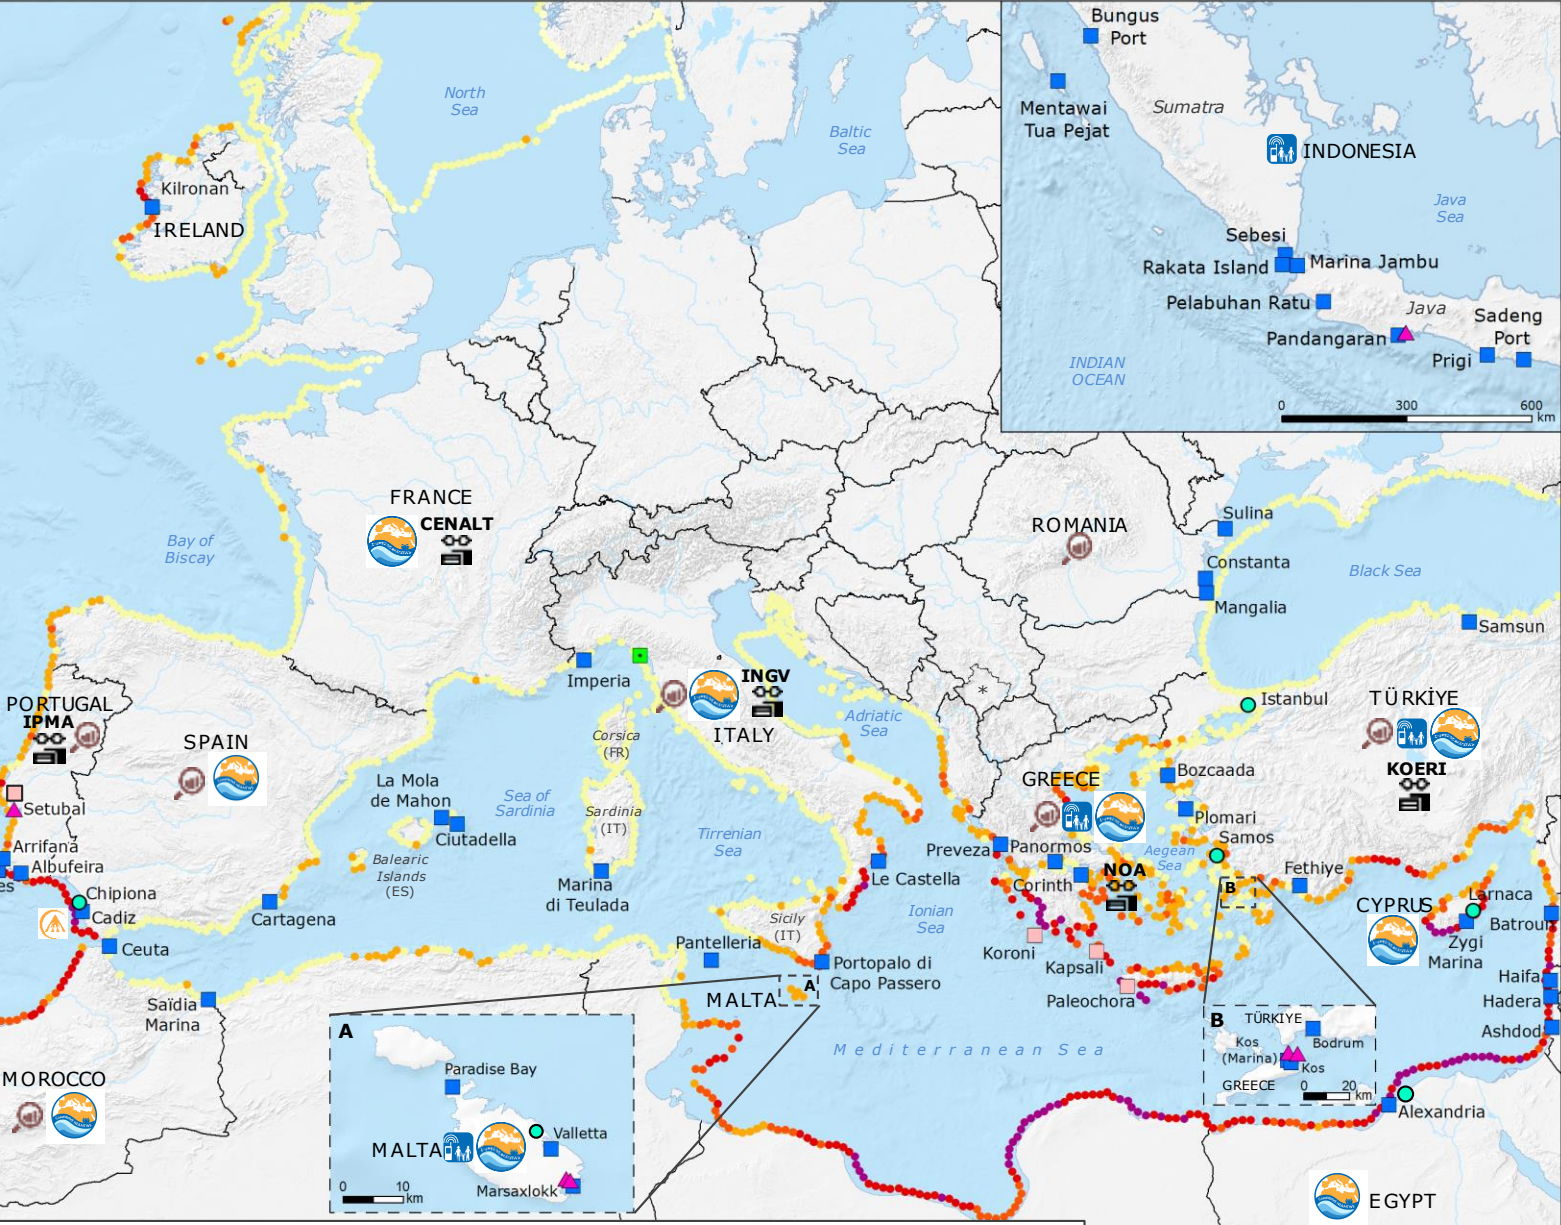 Bungus
Port
Mentawai
Tua Pejat
Sumatra
INDONESIA
Java
Sea
Sebesi
Rakata Island
Marina Jambu
Pelabuhan Ratu
Java
Sadeng
Port
Pandangaran
Prigi
INDIAN
OCEAN
0 300 600
km
North
Sea
Baltic
Sea
Kilronan
IRELAND
FRANCE
CENALT
Bay of
Biscay
ROMANIA
Sulina
Constanta
Mangalia
Black Sea
Samsun
Imperia
INGV
ITALY
*
Istanbul
TÜRKİYE
KOERI
PORTUGAL
IPMA
SPAIN
Setubal
Arrifana
Albufeira
es
Chipiona
Cadiz
Ceuta
Cartagena
La Mola
de Mahon
Ciutadella
Balearic
Islands
(ES)
Sea of
Sardinia
Corsica
(FR)
Sardinia
(IT)
Marina
di Teulada
Tirrenian
Sea
Adriatic
Sea
GREECE
Bozcaada
Plomari
Samos
Preveza
Panormos
Aegean
Sea
Corinth
NOA
Le Castella
Ionian
Sea
Sicily
(IT)
Pantelleria
Portopalo di
Capo Passero
MALTA
A
Koroni
Kapsali
Paleochora
B
Fethiye
CYPRUS
Larnaca
Zygi
Marina
Batroun
Haifa
Hadera
Ashdod
Saïdia
Marina
MOROCCO
Mediterranean Sea
A
Paradise Bay
MALTA
Valletta
Marsaxlokk
0 10
km
B
TÜRKIYE
Kos
(Marina)
Bodrum
Kos
GREECE
0 20
km
Alexandria
EGYPT